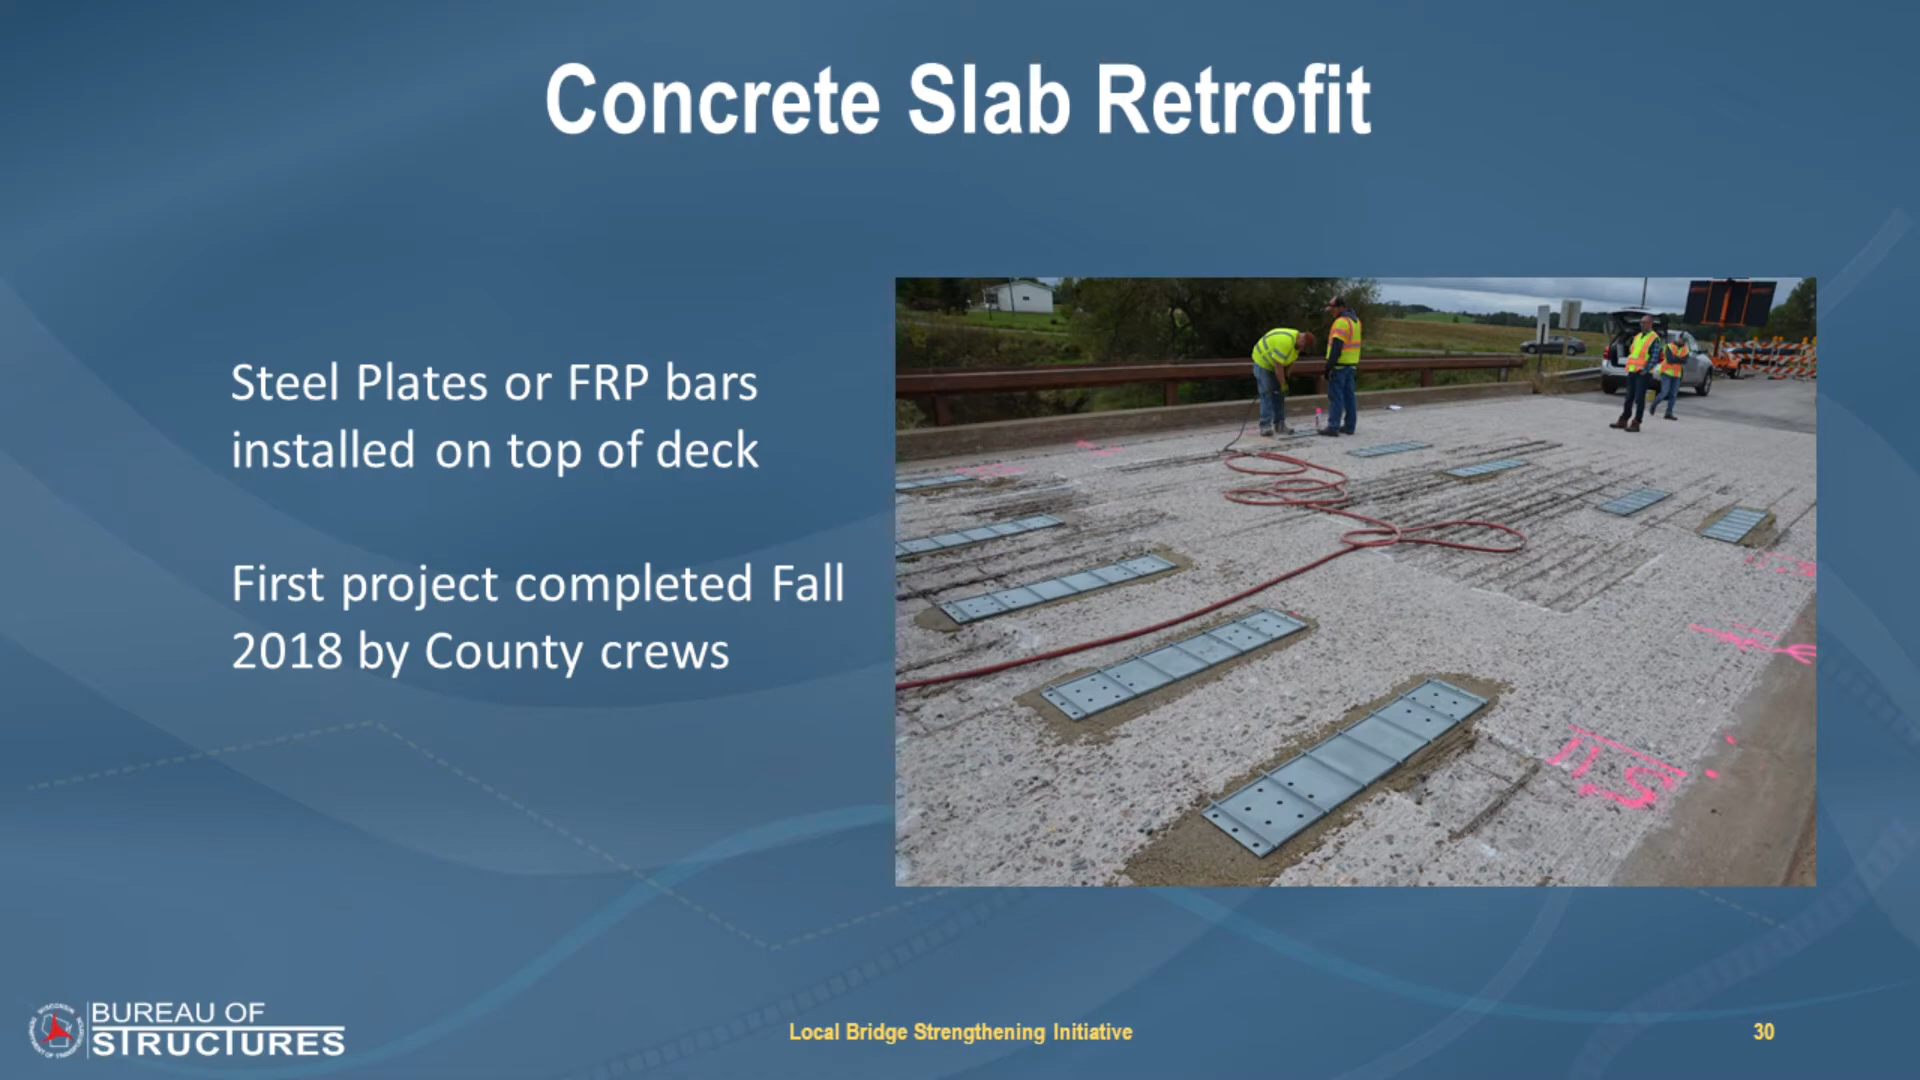 Concrete Slab Retrofit
Steel Plates or FRP bars
installed on top of deck
First project completed Fall
2018 by County crews
BUREAU OF
STRUCTURES
Local Bridge Strengthening Initiative
30